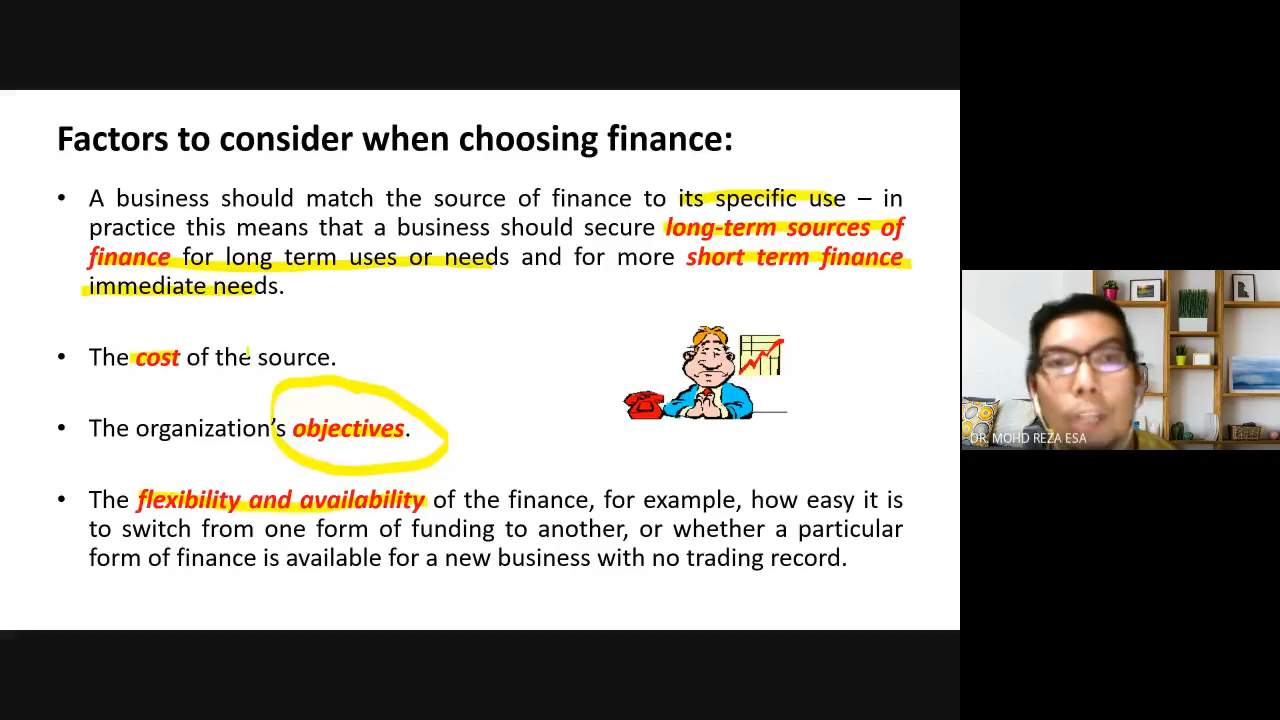 Factors to consider when choosing finance:
• A business should match the source of finance to its specific use – in
practice this means that a business should secure long-term sources of
finance for long term uses or needs and for more short term finance
immediate needs.
• The cost of the source.
• The organization's objectives.
• The flexibility and availability of the finance, for example, how easy it is
to switch from one form of funding to another, or whether a particular
form of finance is available for a new business with no trading record.
DR. MOHD REZA ESA